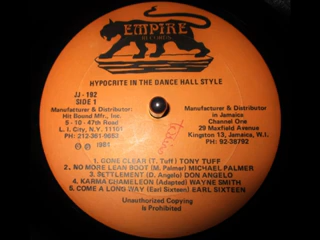 EMPIRE
RECORDS
HYPOCRITE IN THE DANCE HALL STYLE
JJ - 192
SIDE 1
Manufacturer & Distributor:
Hit Bound Mfr., Inc.
5 - 10 - 47th Road
L. I. City, N.Y. 11101
PH: 212-361-9653
℗ © 1984
Manufacturer & Distributor
in Jamaica
Channel One
29 Maxfield Avenue
Kingston 13, Jamaica, W.I.
PH: 92-38792
1. GONE CLEAR (T. Tuff) TONY TUFF
2. NO MORE LEAN BOOT (M. Palmer) MICHAEL PALMER
3. SETTLEMENT (D. Angelo) DON ANGELO
4. KARMA CHAMELEON (Adapted) WAYNE SMITH
5. COME A LONG WAY (Earl Sixteen) EARL SIXTEEN
Unauthorized Copying
Is Prohibited